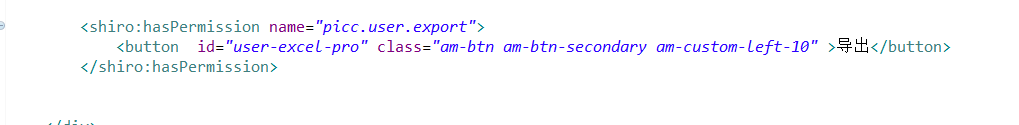 <shiro:hasPermission name="picc.user.export">
<button  id="user-excel-pro" class="am-btn am-btn-secondary am-custom-left-10" >导出</button>
</shiro:hasPermission>
</div>